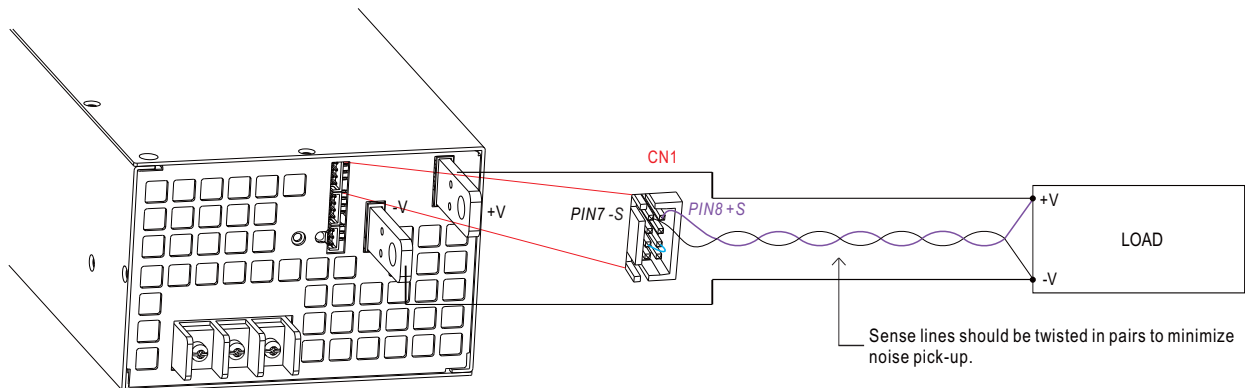 CN1
-V
+V
PIN7 -S
PIN8 +S
+V
LOAD
-V
Sense lines should be twisted in pairs to minimize
noise pick-up.